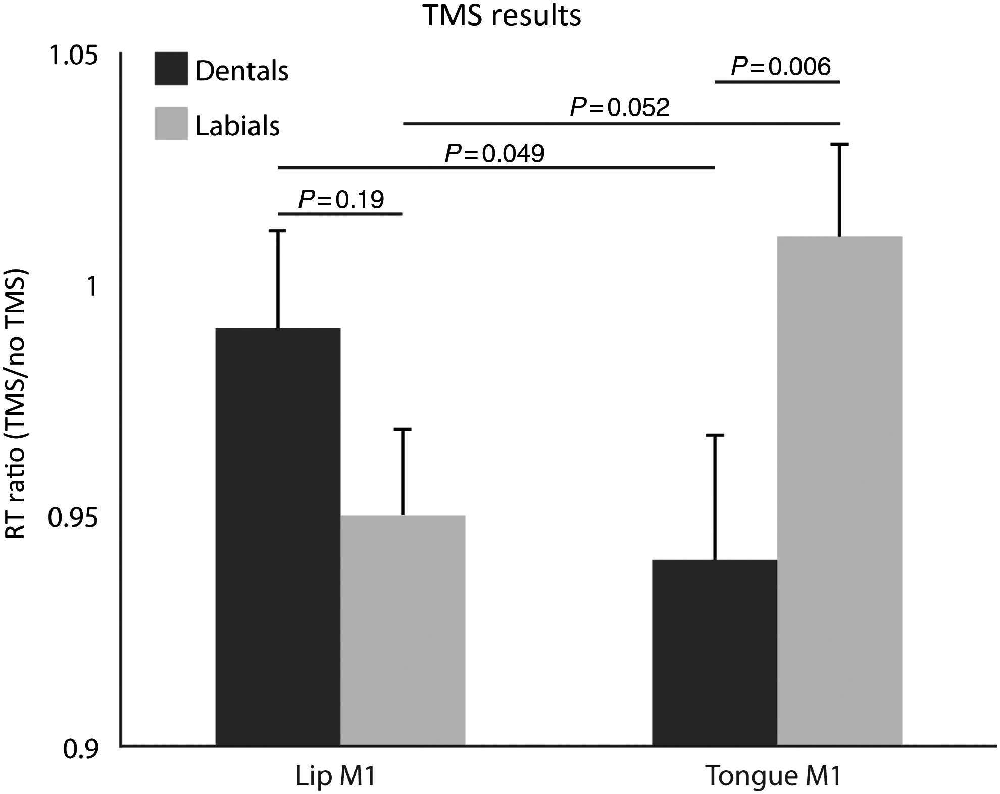 TMS results
1.05
1
0.95
0.9
RT ratio (TMS/no TMS)
Dentals
Labials
P=0.006
P=0.052
P=0.049
P=0.19
Lip M1
Tongue M1